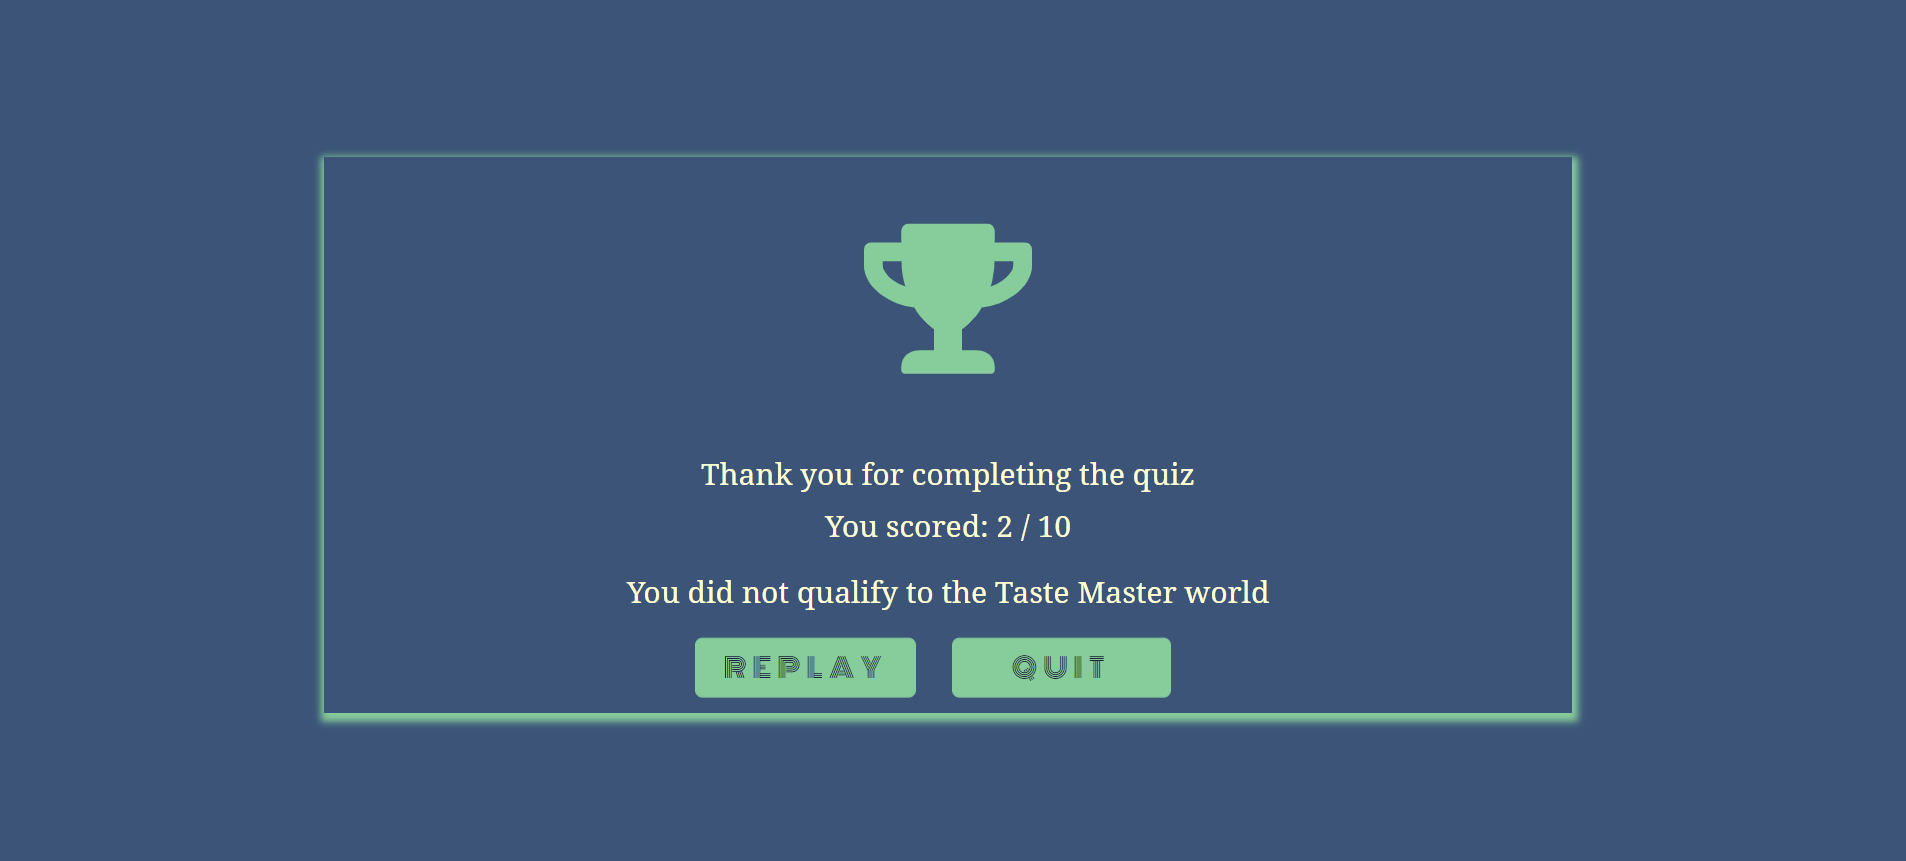 Thank you for completing the quiz
You scored: 2 / 10
You did not qualify to the Taste Master world
REPLAY QUIT